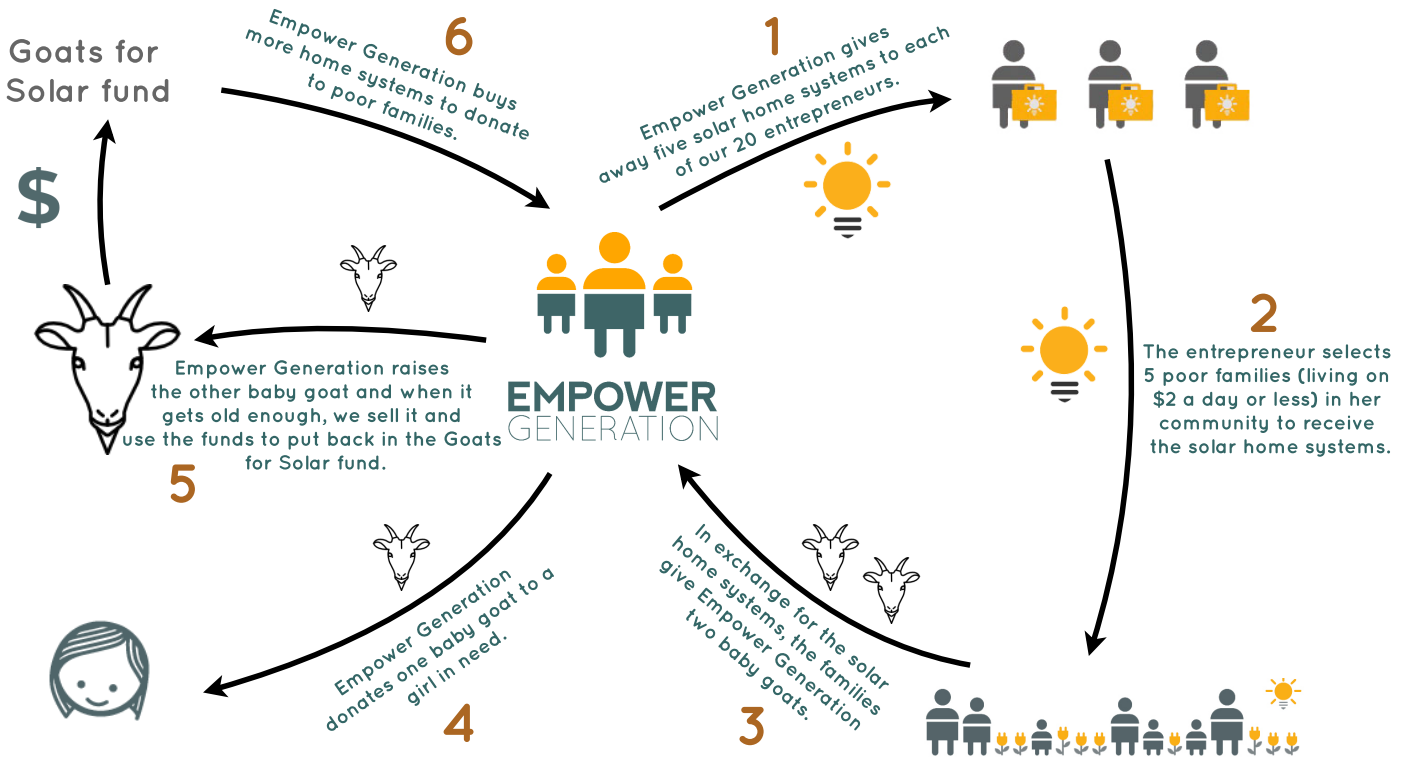 Goats for
Solar fund
$
6
Empower Generation buys
more home systems to donate
to poor families.
1
Empower Generation gives
away five solar home systems to each
of our 20 entrepreneurs.
2
The entrepreneur selects
5 poor families (living on
$2 a day or less) in her
community to receive
the solar home systems.
EMPOWER
GENERATION
Empower Generation raises
the other baby goat and when it
gets old enough, we sell it and
use the funds to put back in the Goats
for Solar fund.
5
In exchange for the solar
home systems, the families
give Empower Generation
two baby goats.
3
Empower Generation
donates one baby goat to a
girl in need.
4